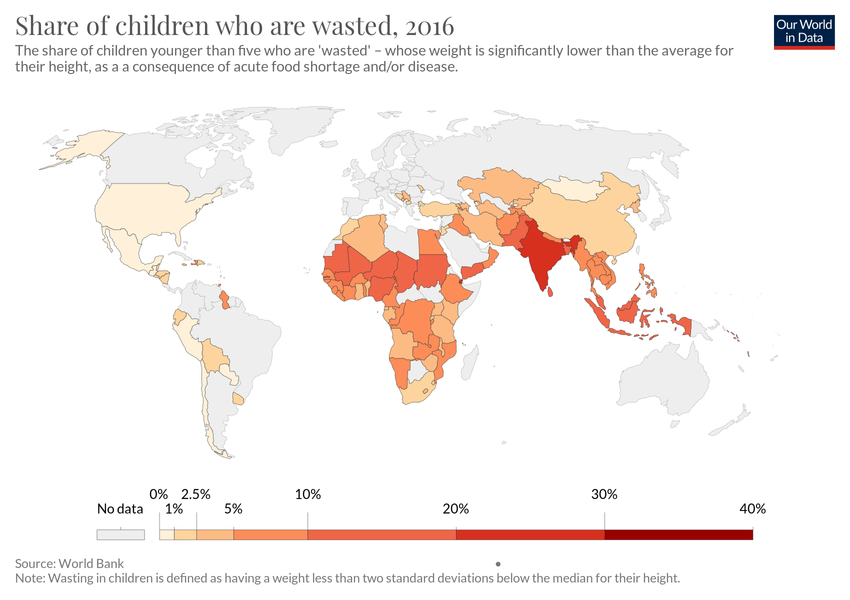 Share of children who are wasted, 2016
Our World
in Data
The share of children younger than five who are 'wasted' – whose weight is significantly lower than the average for
their height, as a a consequence of acute food shortage and/or disease.
No data
0%
1%
2.5%
5%
10%
20%
30%
40%
Source: World Bank
Note: Wasting in children is defined as having a weight less than two standard deviations below the median for their height.